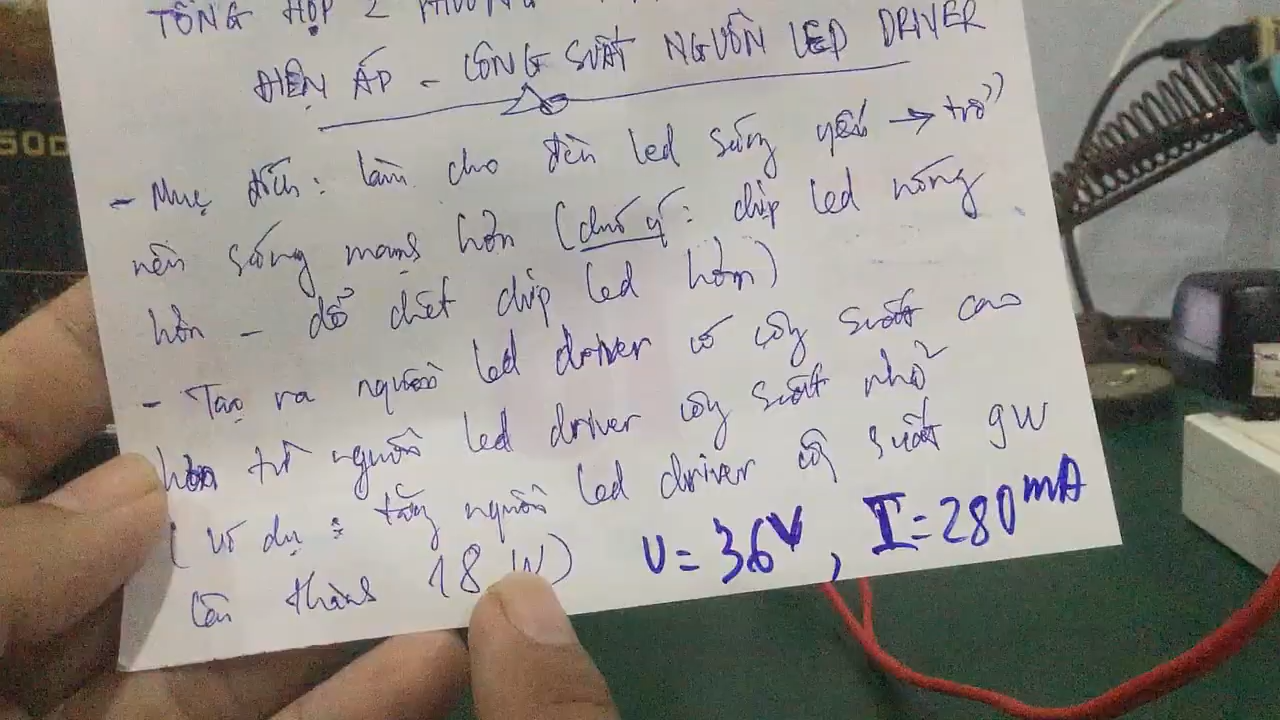 TỔNG HỢP 2
ĐIỆN ÁP - CÔNG SUẤT NGUỒN LED DRIVER
- Mục đích: làm cho đèn led sáng yếu → trở
nên sáng mạnh hơn (chú ý: chip led nóng
hơn - dễ chết chip led hơn)
- Tạo ra nguồn led driver có công suất cao
hơn từ nguồn led driver công suất nhỏ
(Ví dụ: tăng nguồn led driver công suất 9W
lên thành 18W)
U = 36V, I = 280mA
500